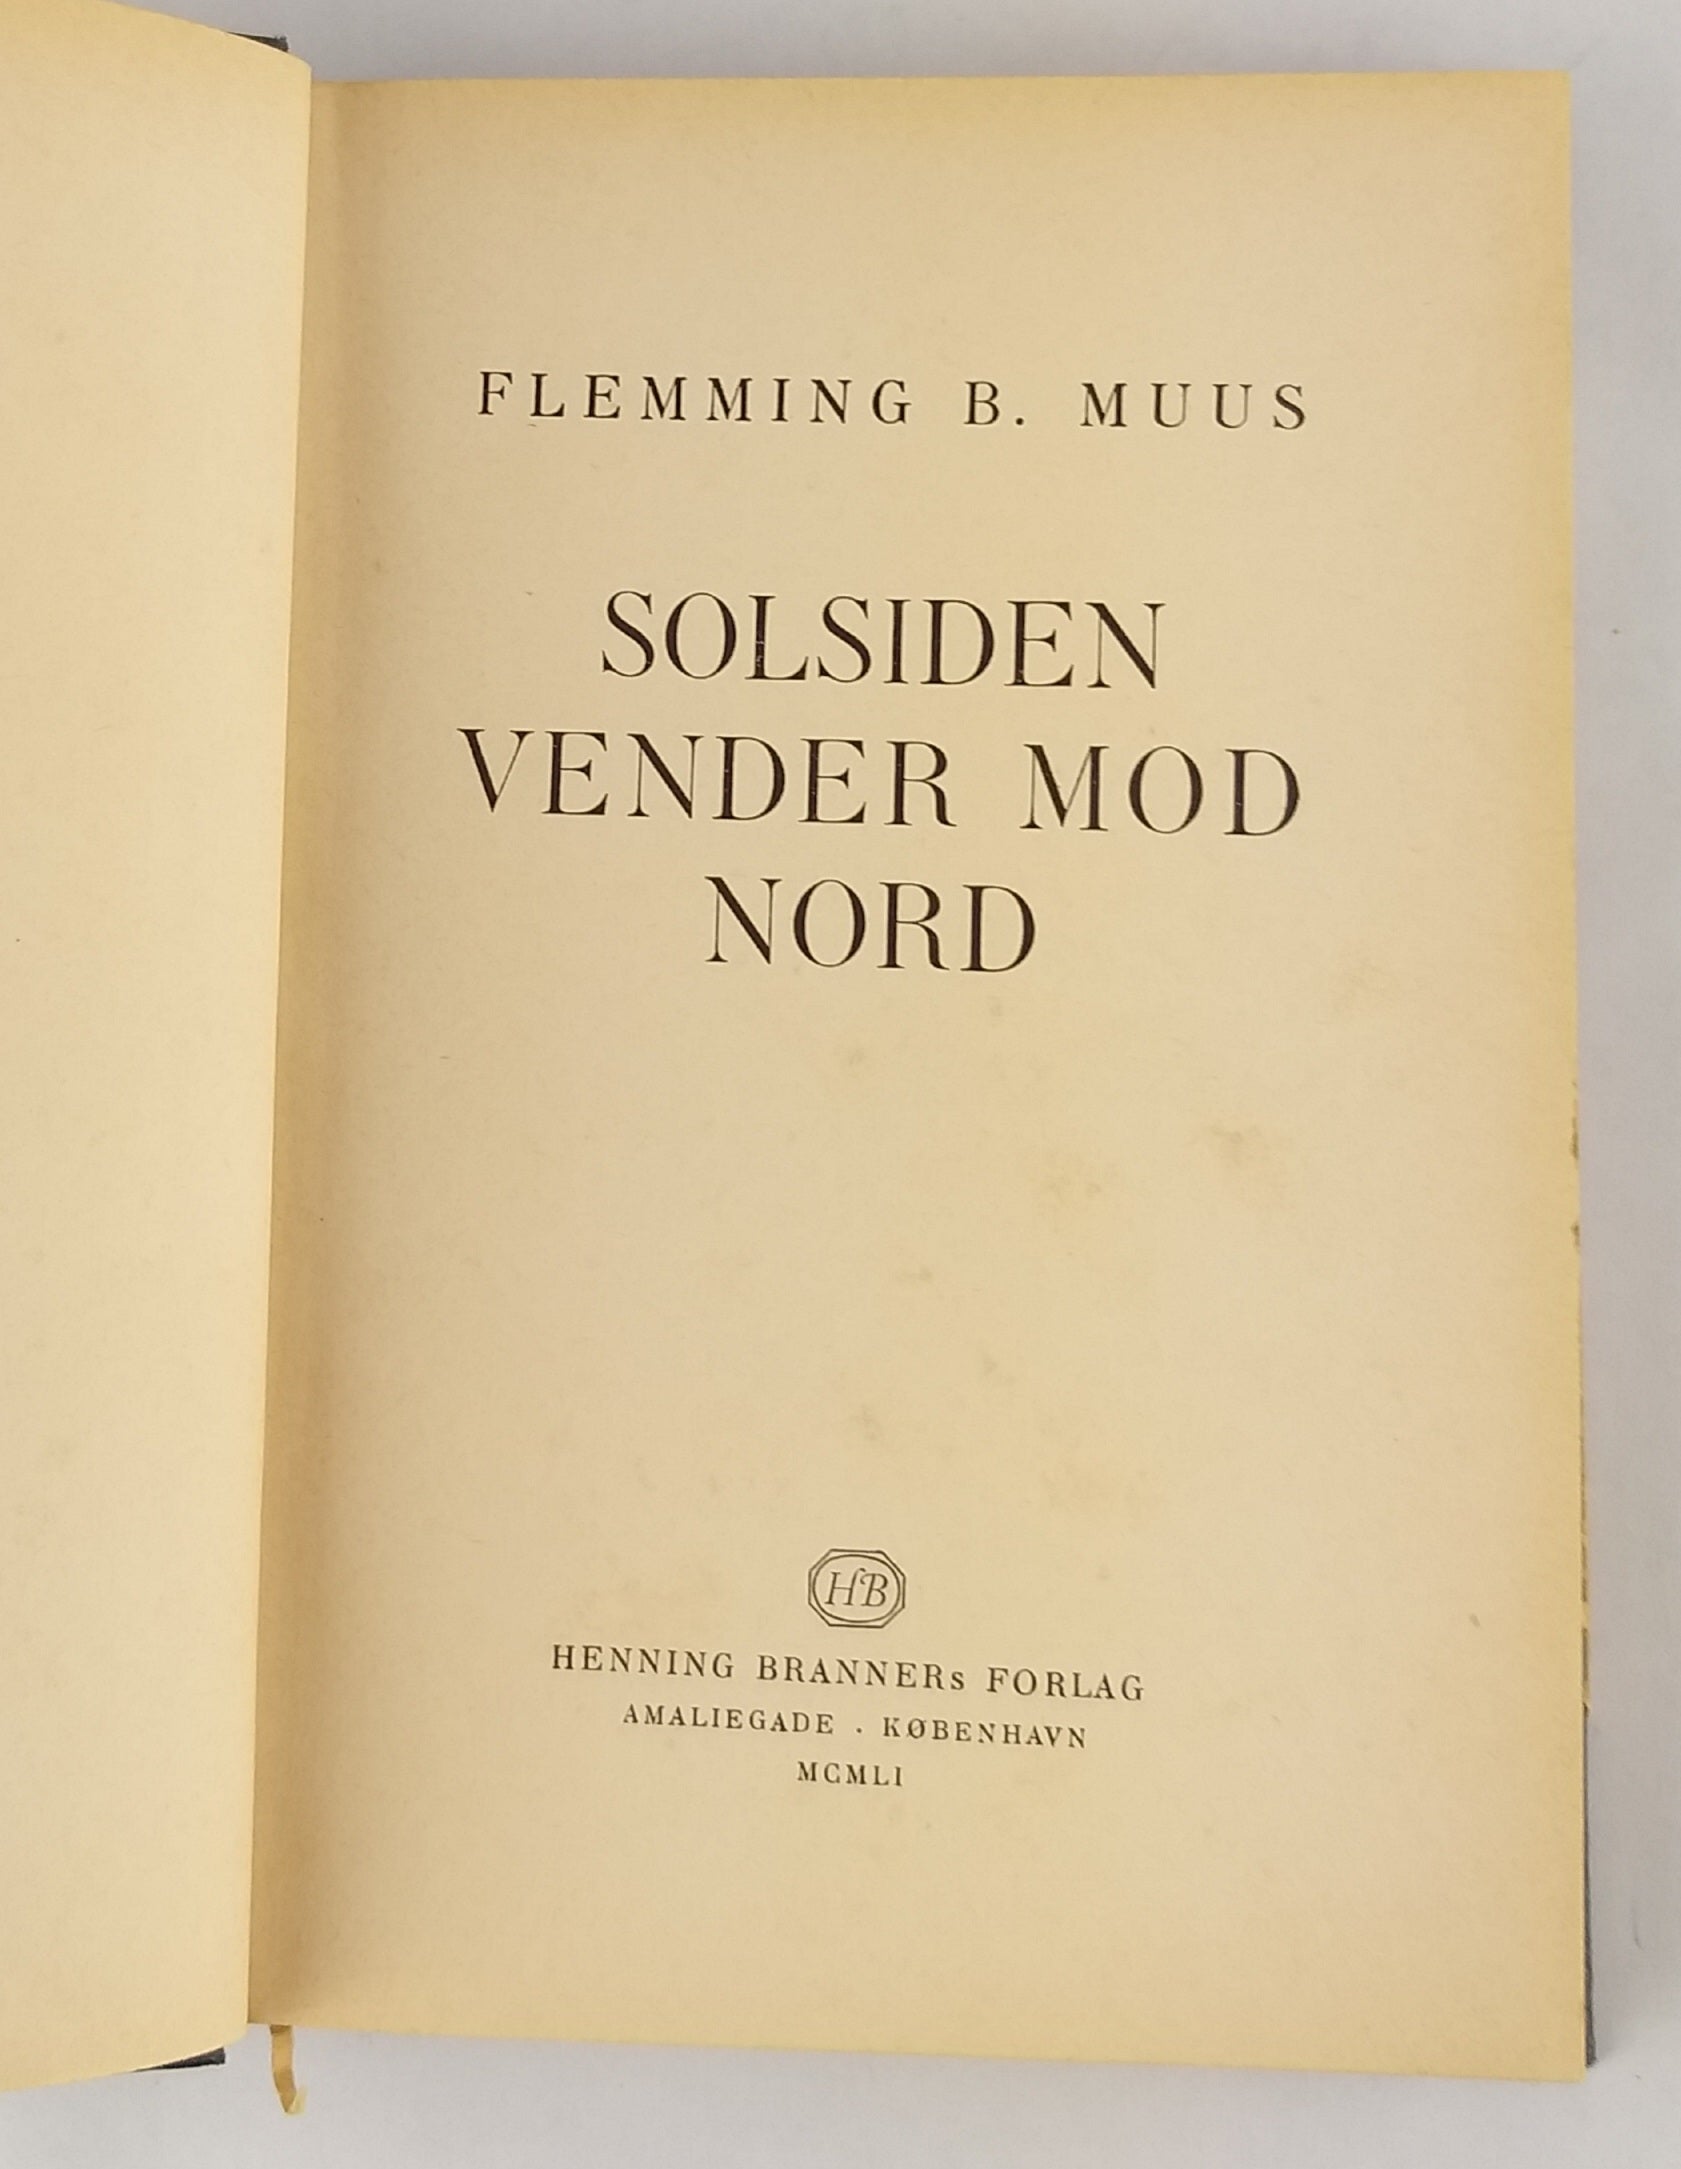 FLEMMING B. MUUS
SOLSIDEN
VENDER MOD
NORD
HB
HENNING BRANNERs FORLAG
AMALIEGADE . KØBENHAVN
MCMLI